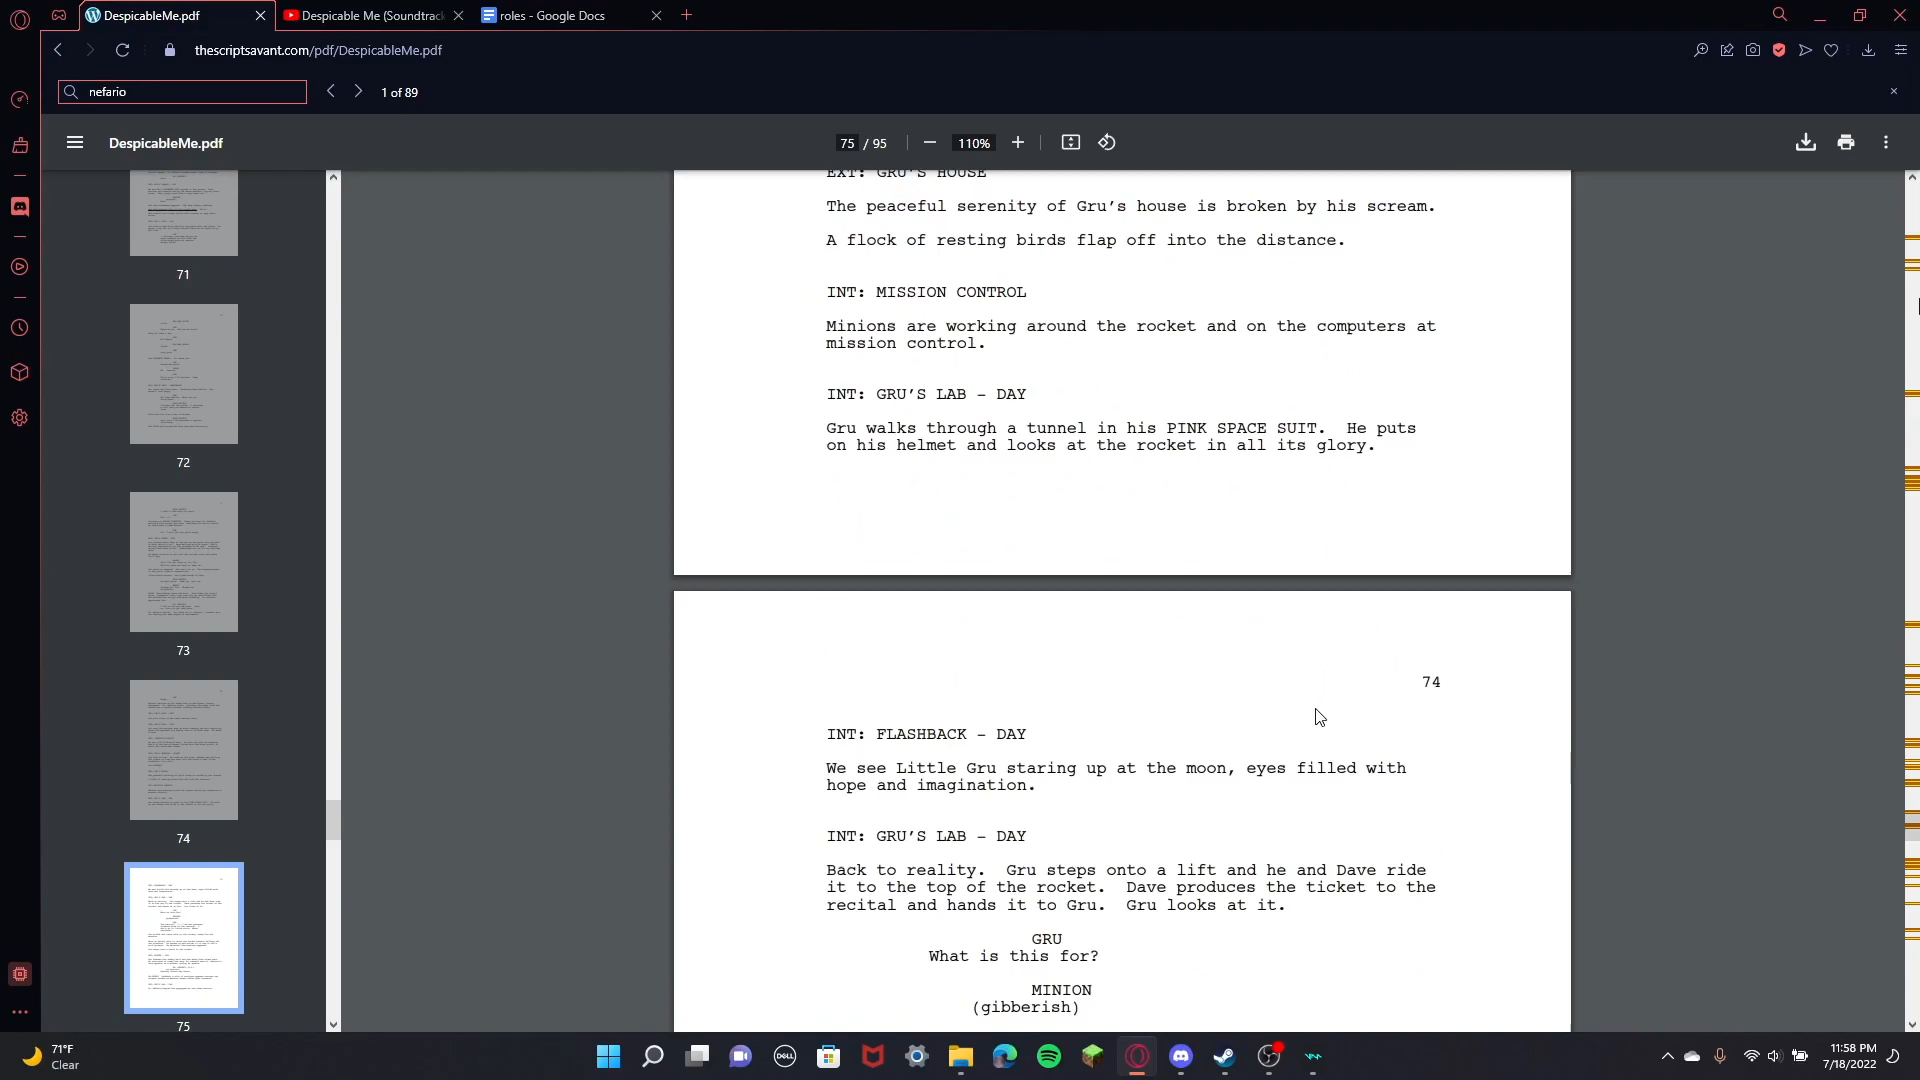 DespicableMe.pdf
Despicable Me (Soundtrac
roles - Google Docs
thescriptsavant.com/pdf/DespicableMe.pdf
nefario
1 of 89
DespicableMe.pdf
75 / 95
110%
71
72
73
74
75
EXT: GRU'S HOUSE
The peaceful serenity of Gru's house is broken by his scream.
A flock of resting birds flap off into the distance.
INT: MISSION CONTROL
Minions are working around the rocket and on the computers at
mission control.
INT: GRU'S LAB - DAY
Gru walks through a tunnel in his PINK SPACE SUIT. He puts
on his helmet and looks at the rocket in all its glory.
74
INT: FLASHBACK - DAY
We see Little Gru staring up at the moon, eyes filled with
hope and imagination.
INT: GRU'S LAB - DAY
Back to reality. Gru steps onto a lift and he and Dave ride
it to the top of the rocket. Dave produces the ticket to the
recital and hands it to Gru. Gru looks at it.
GRU
What is this for?
MINION
(gibberish)
71°F
Clear
DELL
11:58 PM
7/18/2022